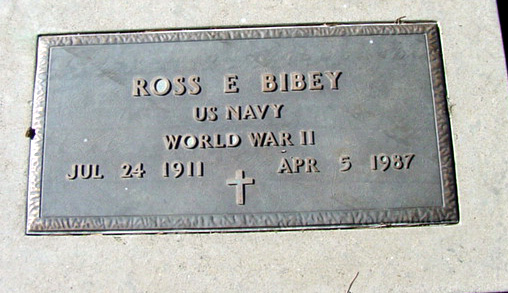 ROSS E BIBEY
US NAVY
WORLD WAR II
JUL 24 1911 APR 5 1987